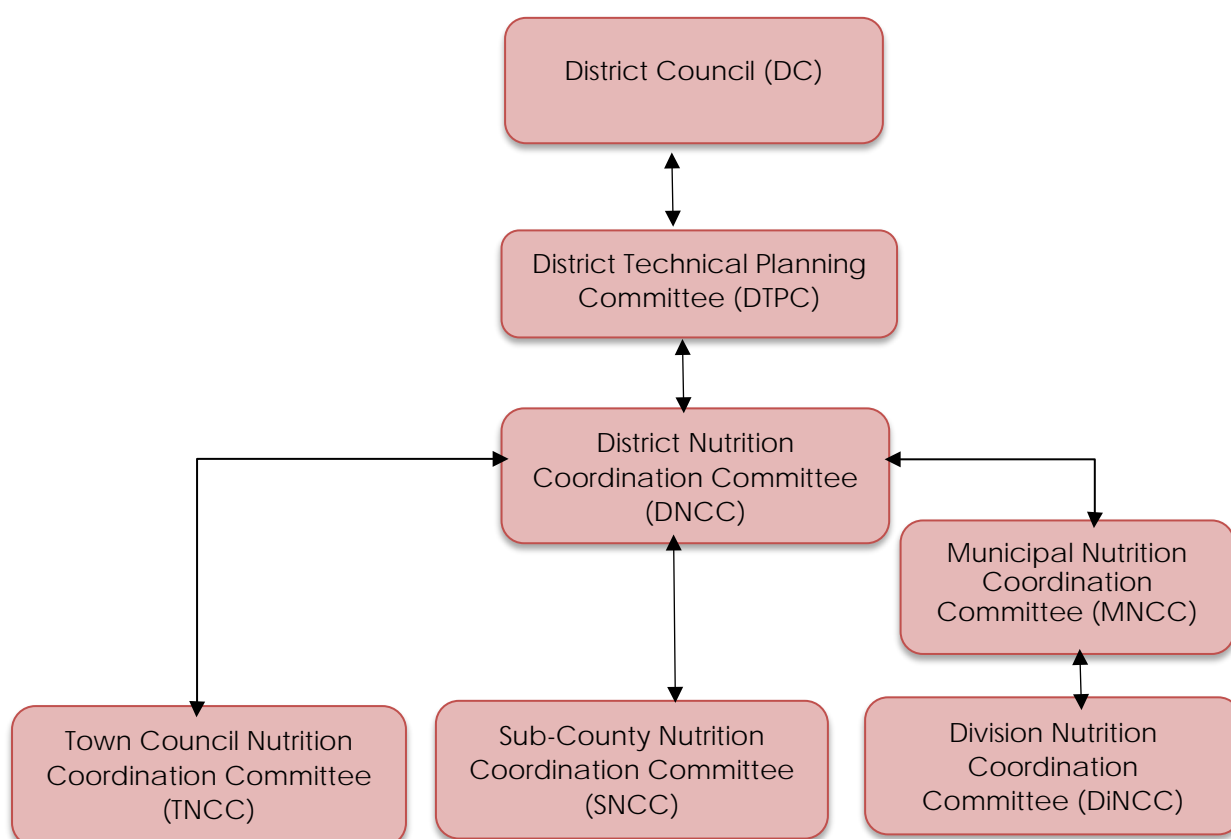 District Council (DC)
District Technical Planning
Committee (DTPC)
District Nutrition
Coordination Committee
(DNCC)
Municipal Nutrition
Coordination
Committee (MNCC)
Town Council Nutrition
Coordination Committee
(TNCC)
Sub-County Nutrition
Coordination Committee
(SNCC)
Division Nutrition
Coordination
Committee (DiNCC)